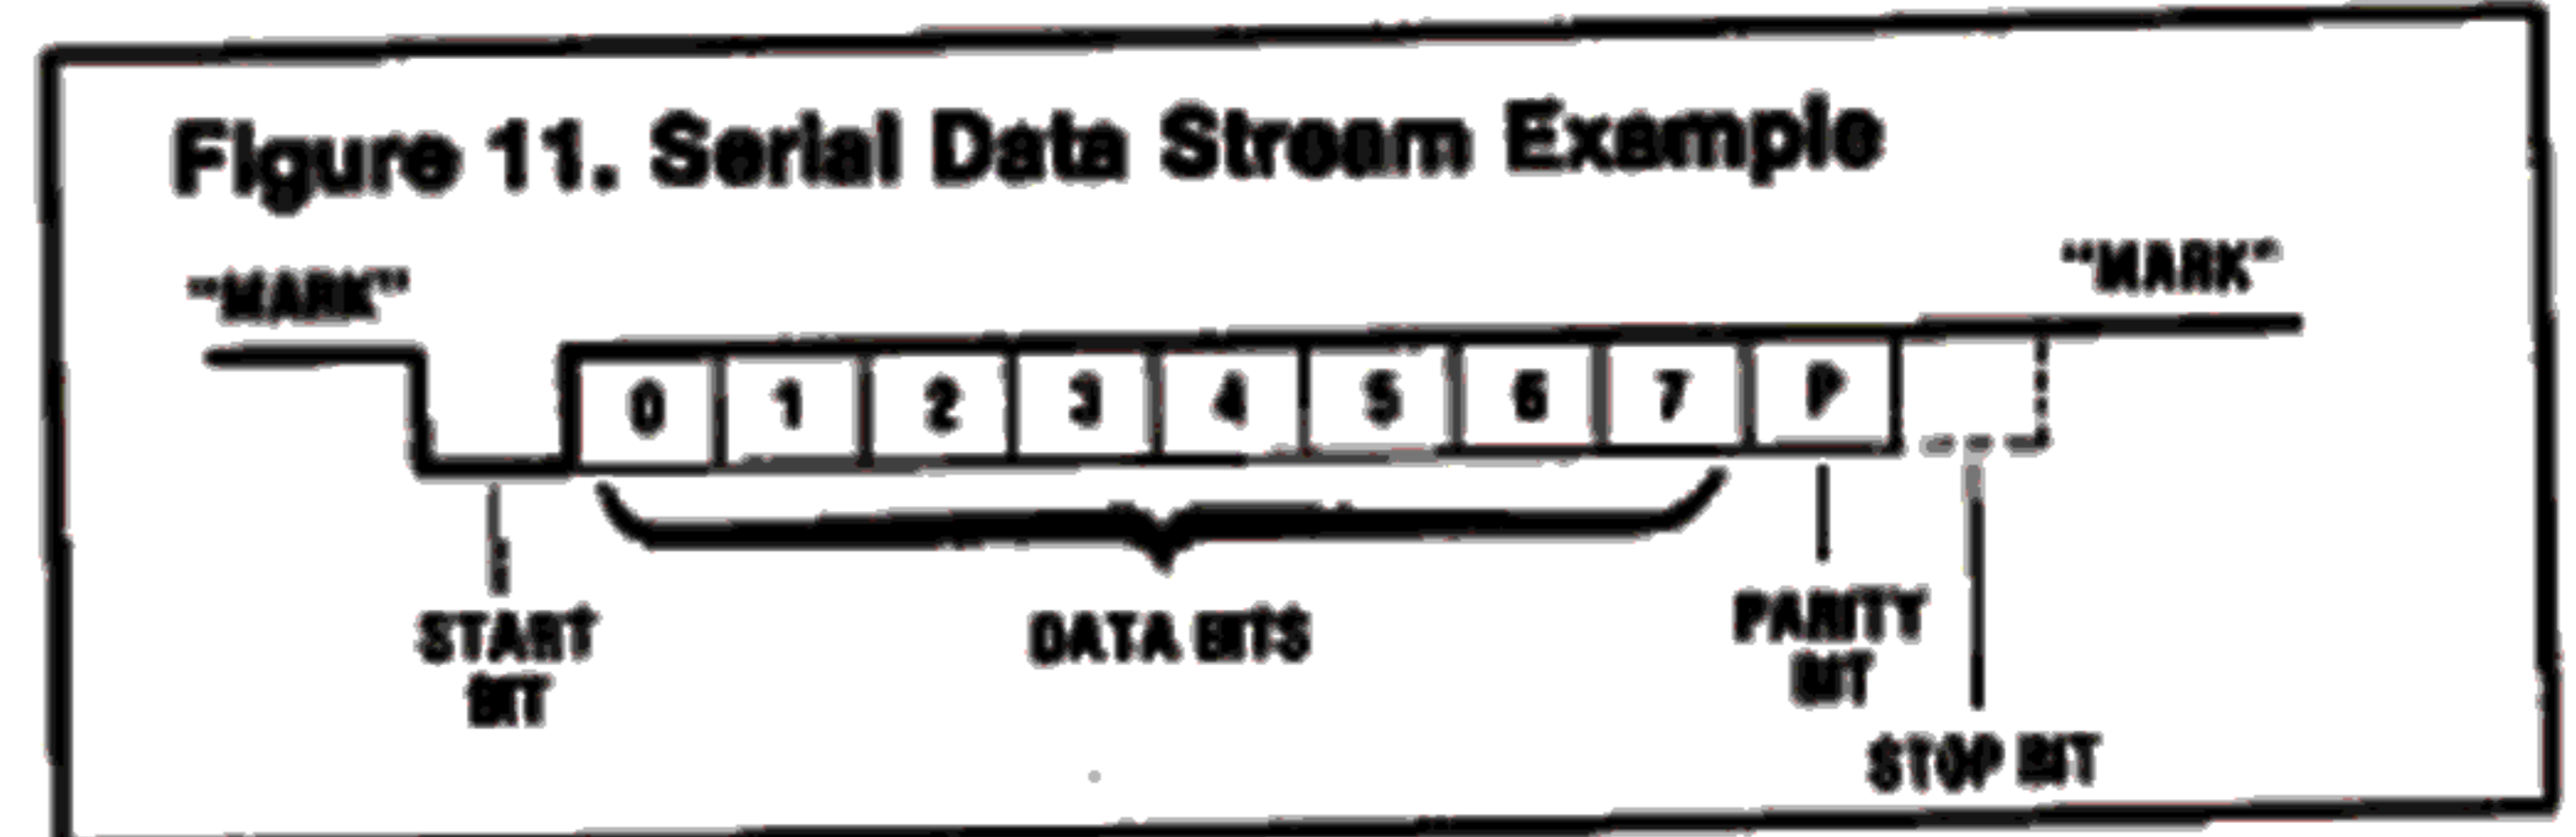 Figure 11. Serial Data Stream Example
"MARK"
"MARK"
0 1 2 3 4 5 6 7 P
START
BIT
DATA BITS
PARITY
BIT
STOP BIT